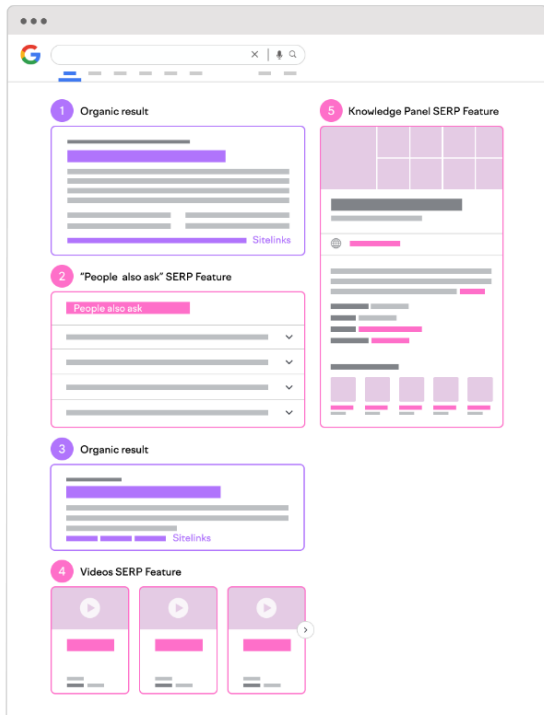 1 Organic result
Sitelinks
2 "People also ask" SERP Feature
People also ask
3 Organic result
Sitelinks
4 Videos SERP Feature
5 Knowledge Panel SERP Feature